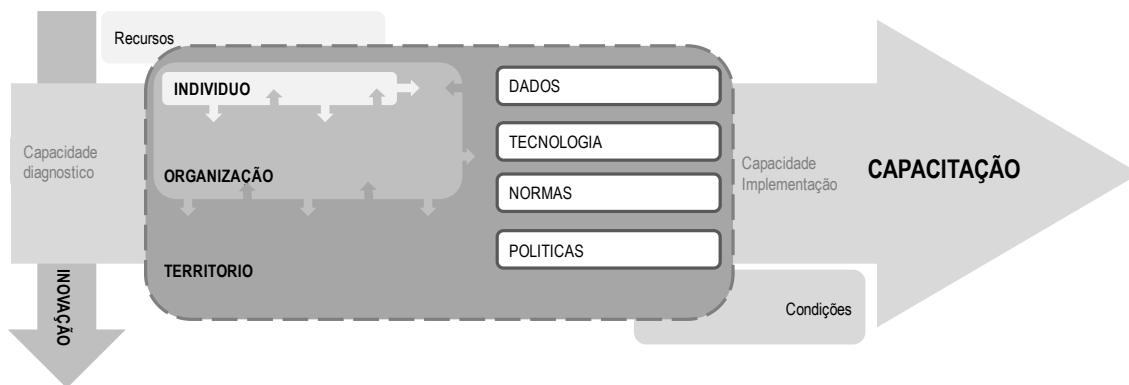 Recursos
INDIVIDUO
DADOS
TECNOLOGIA
Capacidade
diagnostico
ORGANIZAÇÃO
Capacidade
Implementação
CAPACITAÇÃO
NORMAS
POLITICAS
TERRITORIO
INOVAÇÃO
Condições